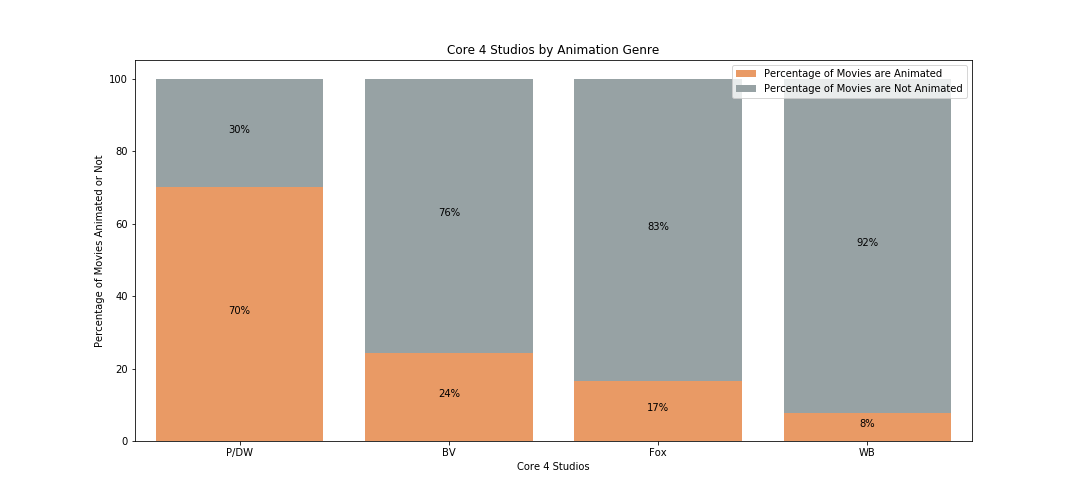 Core 4 Studios by Animation Genre
Percentage of Movies are Animated
Percentage of Movies are Not Animated
Percentage of Movies Animated or Not
100
80
60
40
20
0
30%
70%
76%
24%
83%
17%
92%
8%
P/DW
BV
Fox
WB
Core 4 Studios